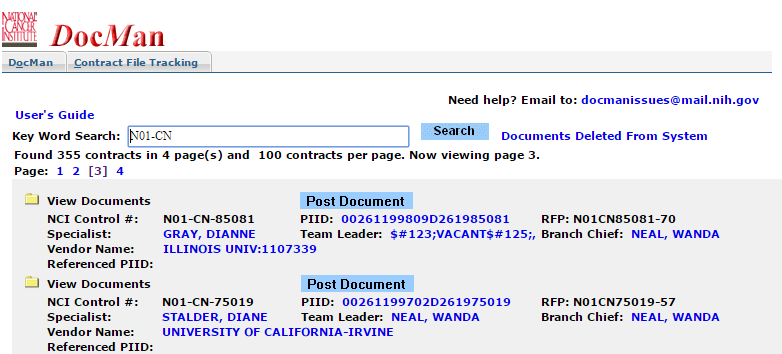 NATIONAL
CANCER
INSTITUTE
DocMan
DocMan Contract File Tracking
Need help? Email to: docmanissues@mail.nih.gov
User's Guide
Key Word Search: N01-CN Search Documents Deleted From System
Found 355 contracts in 4 page(s) and 100 contracts per page. Now viewing page 3.
Page: 1 2 [3] 4
View Documents Post Document
NCI Control #: N01-CN-85081 PIID: 00261199809D261985081 RFP: N01CN85081-70
Specialist: GRAY, DIANNE Team Leader: $#123;VACANT$#125;, Branch Chief: NEAL, WANDA
Vendor Name: ILLINOIS UNIV:1107339
Referenced PIID:
View Documents Post Document
NCI Control #: N01-CN-75019 PIID: 00261199702D261975019 RFP: N01CN75019-57
Specialist: STALDER, DIANE Team Leader: NEAL, WANDA Branch Chief: NEAL, WANDA
Vendor Name: UNIVERSITY OF CALIFORNIA-IRVINE
Referenced PIID: